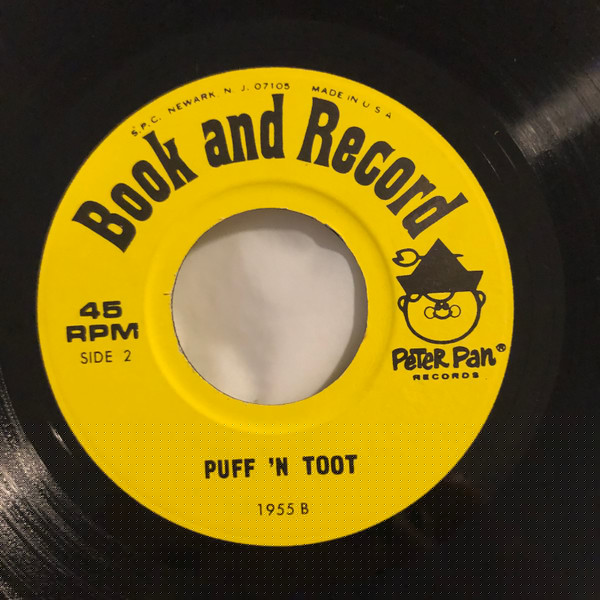 S.P.C. NEWARK, N. J. 07105 MADE IN U S A
Book and Record
45
RPM
SIDE 2
PETER PAN®
RECORDS
PUFF 'N TOOT
1955 B